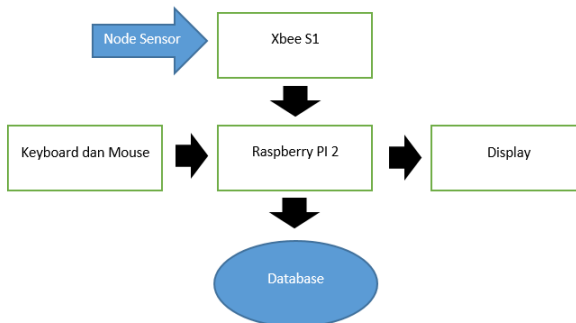 Node Sensor
Xbee S1
Keyboard dan Mouse
Raspberry PI 2
Display
Database